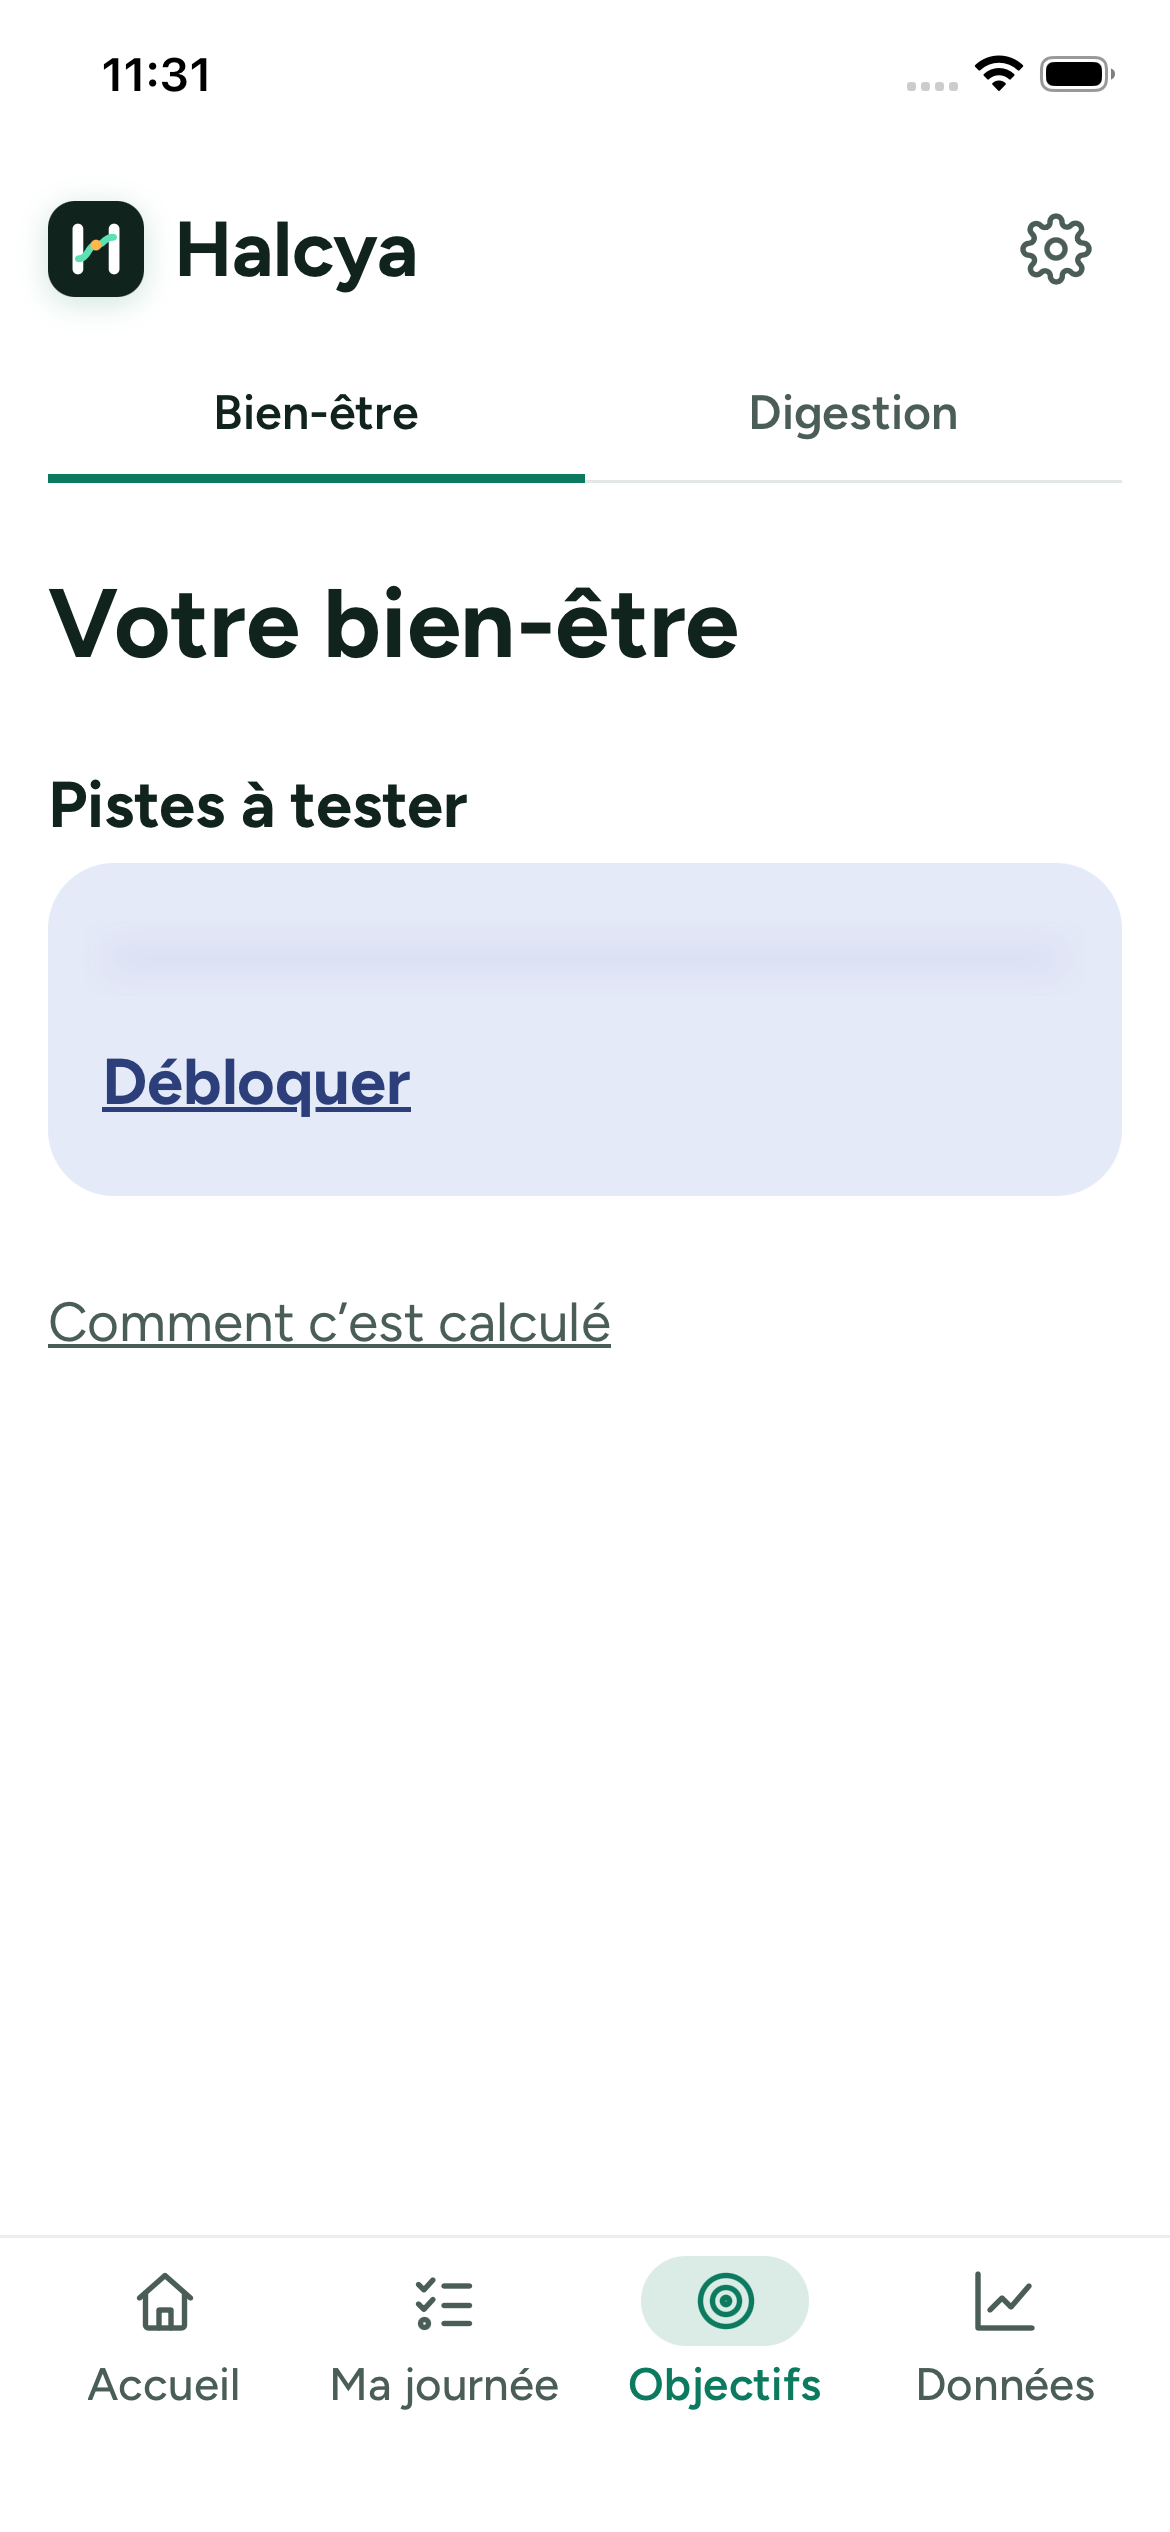 11:31
Halcya
Bien-être
Digestion
Votre bien-être
Pistes à tester
Débloquer
Comment c’est calculé
Accueil
Ma journée
Objectifs
Données